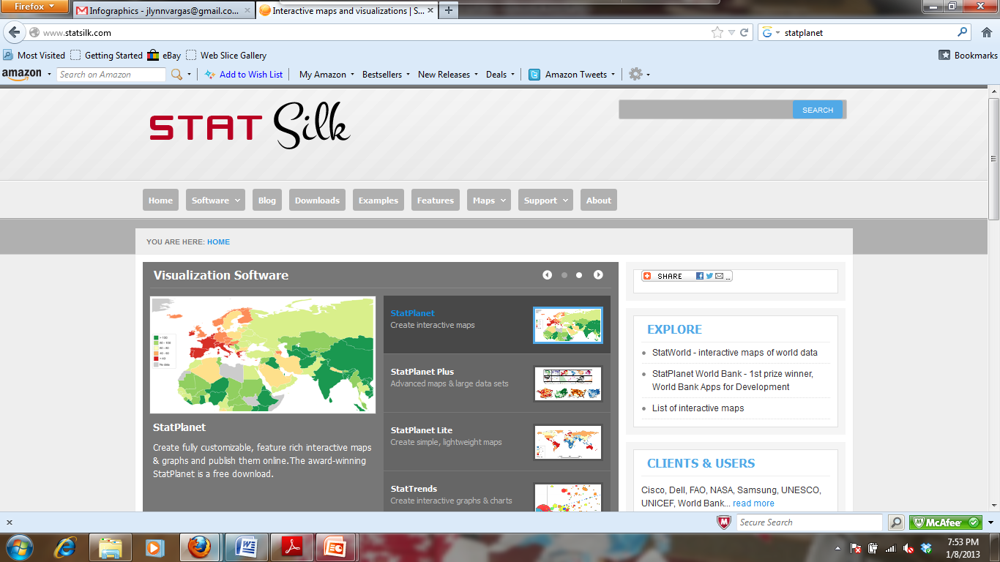 Firefox
Infographics - jlynnvargas@gmail.co...
Interactive maps and visualizations | S...
www.statsilk.com
statplanet
Most Visited
Getting Started
eBay
Web Slice Gallery
Bookmarks
amazon
Search on Amazon
Add to Wish List
My Amazon
Bestsellers
New Releases
Deals
Amazon Tweets
STAT Silk
SEARCH
Home
Software
Blog
Downloads
Examples
Features
Maps
Support
About
YOU ARE HERE: HOME
Visualization Software
StatPlanet
Create fully customizable, feature rich interactive maps
& graphs and publish them online.The award-winning
StatPlanet is a free download.
StatPlanet
Create interactive maps
StatPlanet Plus
Advanced maps & large data sets
StatPlanet Lite
Create simple, lightweight maps
StatTrends
Create interactive graphs & charts
SHARE
...
EXPLORE
StatWorld - interactive maps of world data
StatPlanet World Bank - 1st prize winner,
World Bank Apps for Development
List of interactive maps
CLIENTS & USERS
Cisco, Dell, FAO, NASA, Samsung, UNESCO,
UNICEF, World Bank... read more
Secure Search
McAfee
7:53 PM
1/8/2013